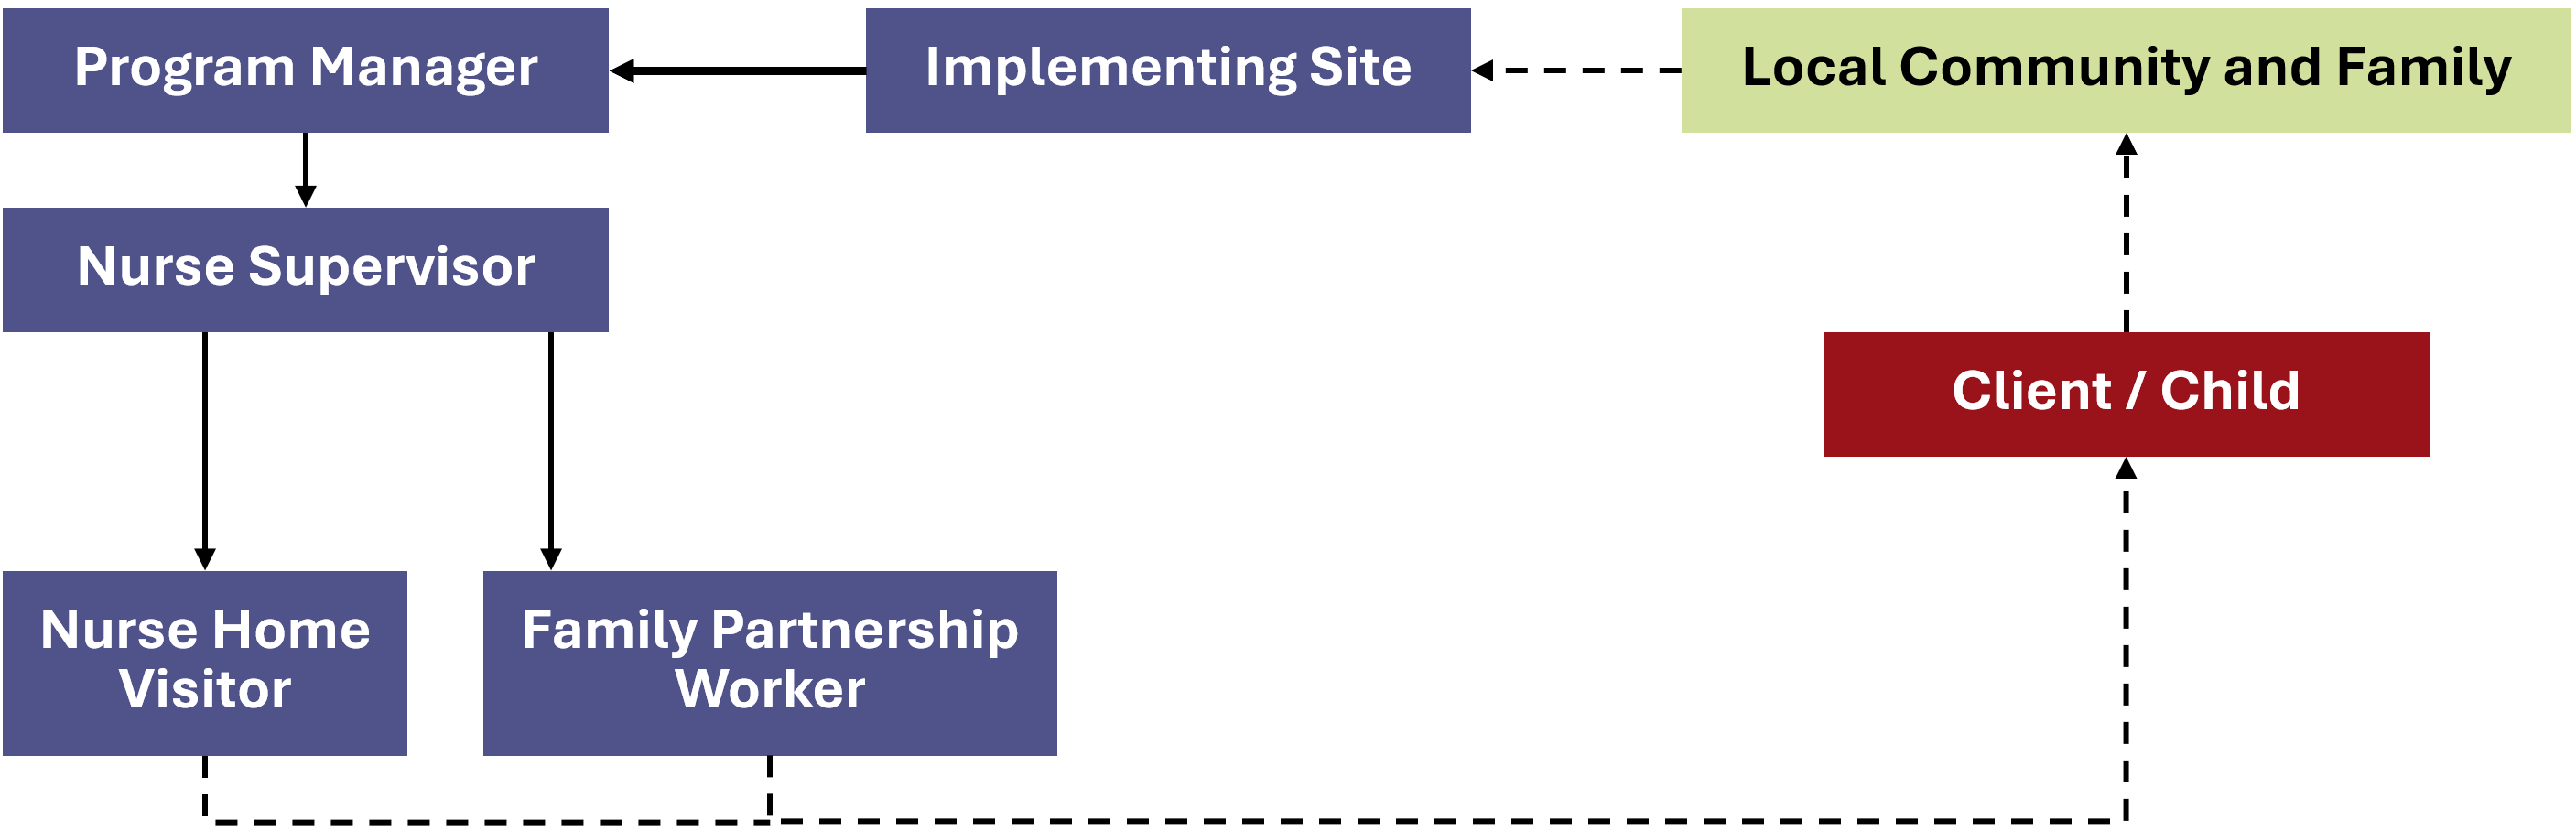 Program Manager
Implementing Site
Local Community and Family
Nurse Supervisor
Client / Child
Nurse Home
Visitor
Family Partnership
Worker